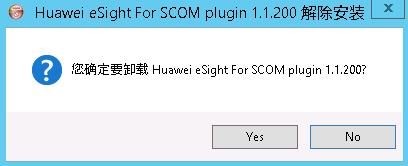 Huawei eSight For SCOM plugin 1.1.200 解除安装
您确定要卸载 Huawei eSight For SCOM plugin 1.1.200?
Yes
No